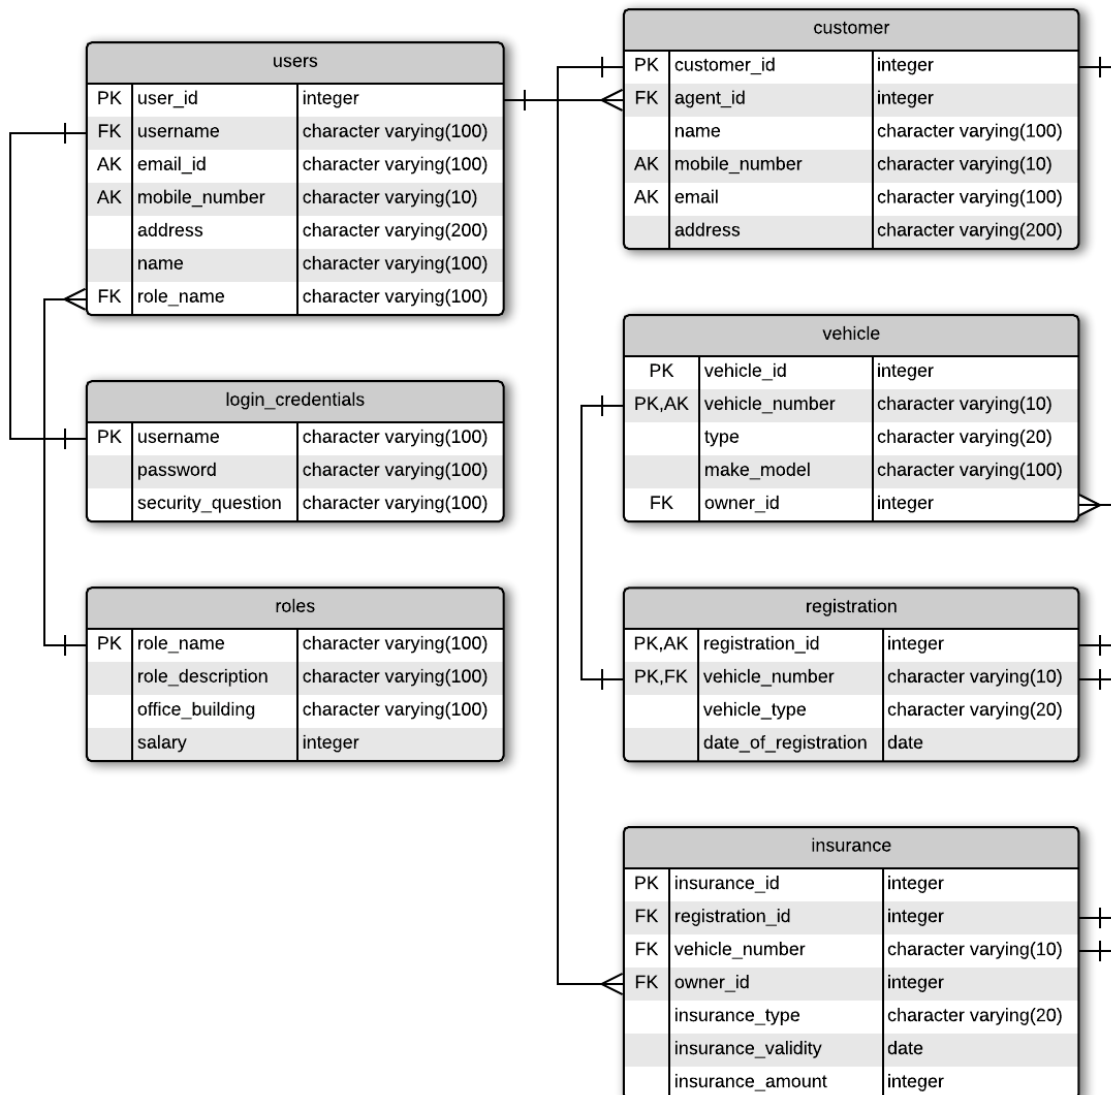 users
PK user_id integer
FK username character varying(100)
AK email_id character varying(100)
AK mobile_number character varying(10)
address character varying(200)
name character varying(100)
FK role_name character varying(100)
login_credentials
PK username character varying(100)
password character varying(100)
security_question character varying(100)
roles
PK role_name character varying(100)
role_description character varying(100)
office_building character varying(100)
salary integer
customer
PK customer_id integer
FK agent_id integer
name character varying(100)
AK mobile_number character varying(10)
AK email character varying(100)
address character varying(200)
vehicle
PK vehicle_id integer
PK,AK vehicle_number character varying(10)
type character varying(20)
make_model character varying(100)
FK owner_id integer
registration
PK,AK registration_id integer
PK,FK vehicle_number character varying(10)
vehicle_type character varying(20)
date_of_registration date
insurance
PK insurance_id integer
FK registration_id integer
FK vehicle_number character varying(10)
FK owner_id integer
insurance_type character varying(20)
insurance_validity date
insurance_amount integer